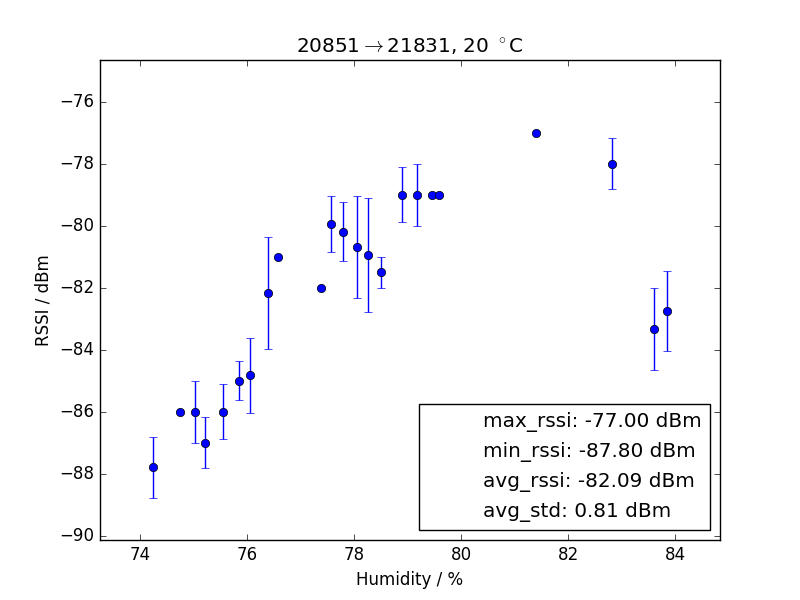 20851→21831, 20 °C
−76
−78
−80
−82
−84
−86
−88
−90
RSSI / dBm
max_rssi: -77.00 dBm
min_rssi: -87.80 dBm
avg_rssi: -82.09 dBm
avg_std: 0.81 dBm
74 76 78 80 82 84
Humidity / %